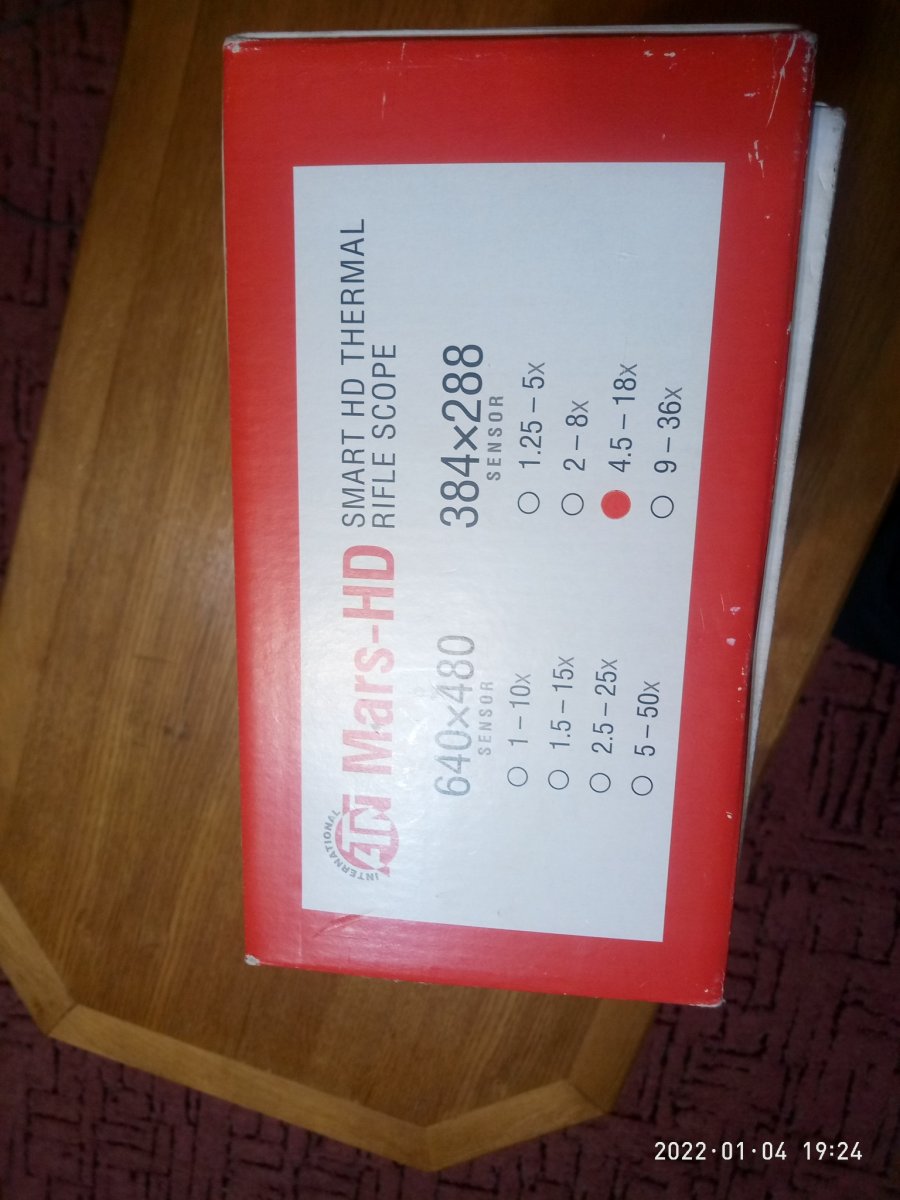 INTERNATIONAL
ATN
Mars-HD
SMART HD THERMAL
RIFLE SCOPE
640×480
SENSOR
1 – 10x
1.5 – 15x
2.5 – 25x
5 – 50x
384×288
SENSOR
1.25 – 5x
2 – 8x
4.5 – 18x
9 – 36x
2022·01·04 19:24